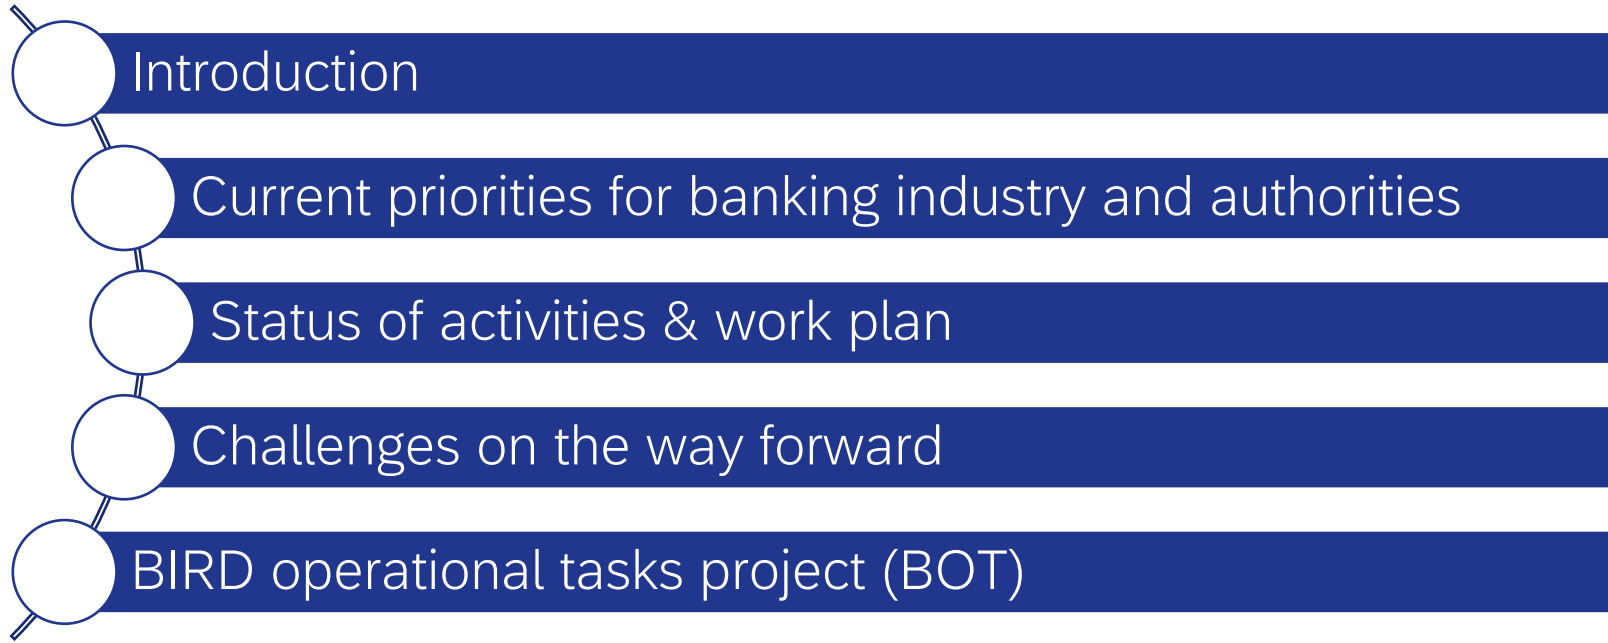 Introduction
Current priorities for banking industry and authorities
Status of activities & work plan
Challenges on the way forward
BIRD operational tasks project (BOT)